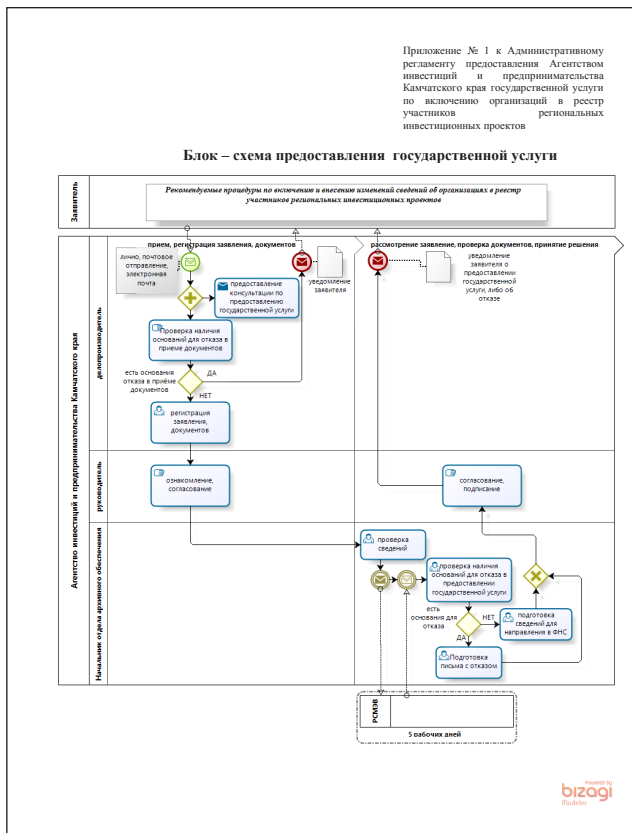 Приложение № 1 к Административному
регламенту предоставления Агентством
инвестиций и предпринимательства
Камчатского края государственной услуги
по включению организаций в реестр
участников региональных
инвестиционных проектов
Блок – схема предоставления государственной услуги
Заявитель
Рекомендуемые процедуры по включению и внесению изменений сведений об организациях в реестр
участников региональных инвестиционных проектов
Агентство инвестиций и предпринимательства Камчатского края
делопроизводитель
прием, регистрация заявления, документов
рассмотрение заявление, проверка документов, принятие решения
лично, почтовое
отправление,
электронная
почта
уведомление
заявителя
уведомление
заявителя о
предоставлении
государственной
услуги, либо об
отказе
предоставление
консультации по
предоставлению
государственной услуги
Проверка наличия
оснований для отказа в
приеме документов
есть основания
отказа в приёме
документов
ДА
НЕТ
регистрация
заявления,
документов
руководитель
ознакомление,
согласование
согласование,
подписание
Начальник отдела архивного обеспечения
проверка
сведений
проверка наличия
оснований для отказа в
предоставлении
государственной услуги
есть
основания для
отказа
НЕТ
ДА
подготовка
сведений для
направления в ФНС
Подготовка
письма с отказом
РСМЭВ
5 рабочих дней
Powered by
bizagi
Modeler